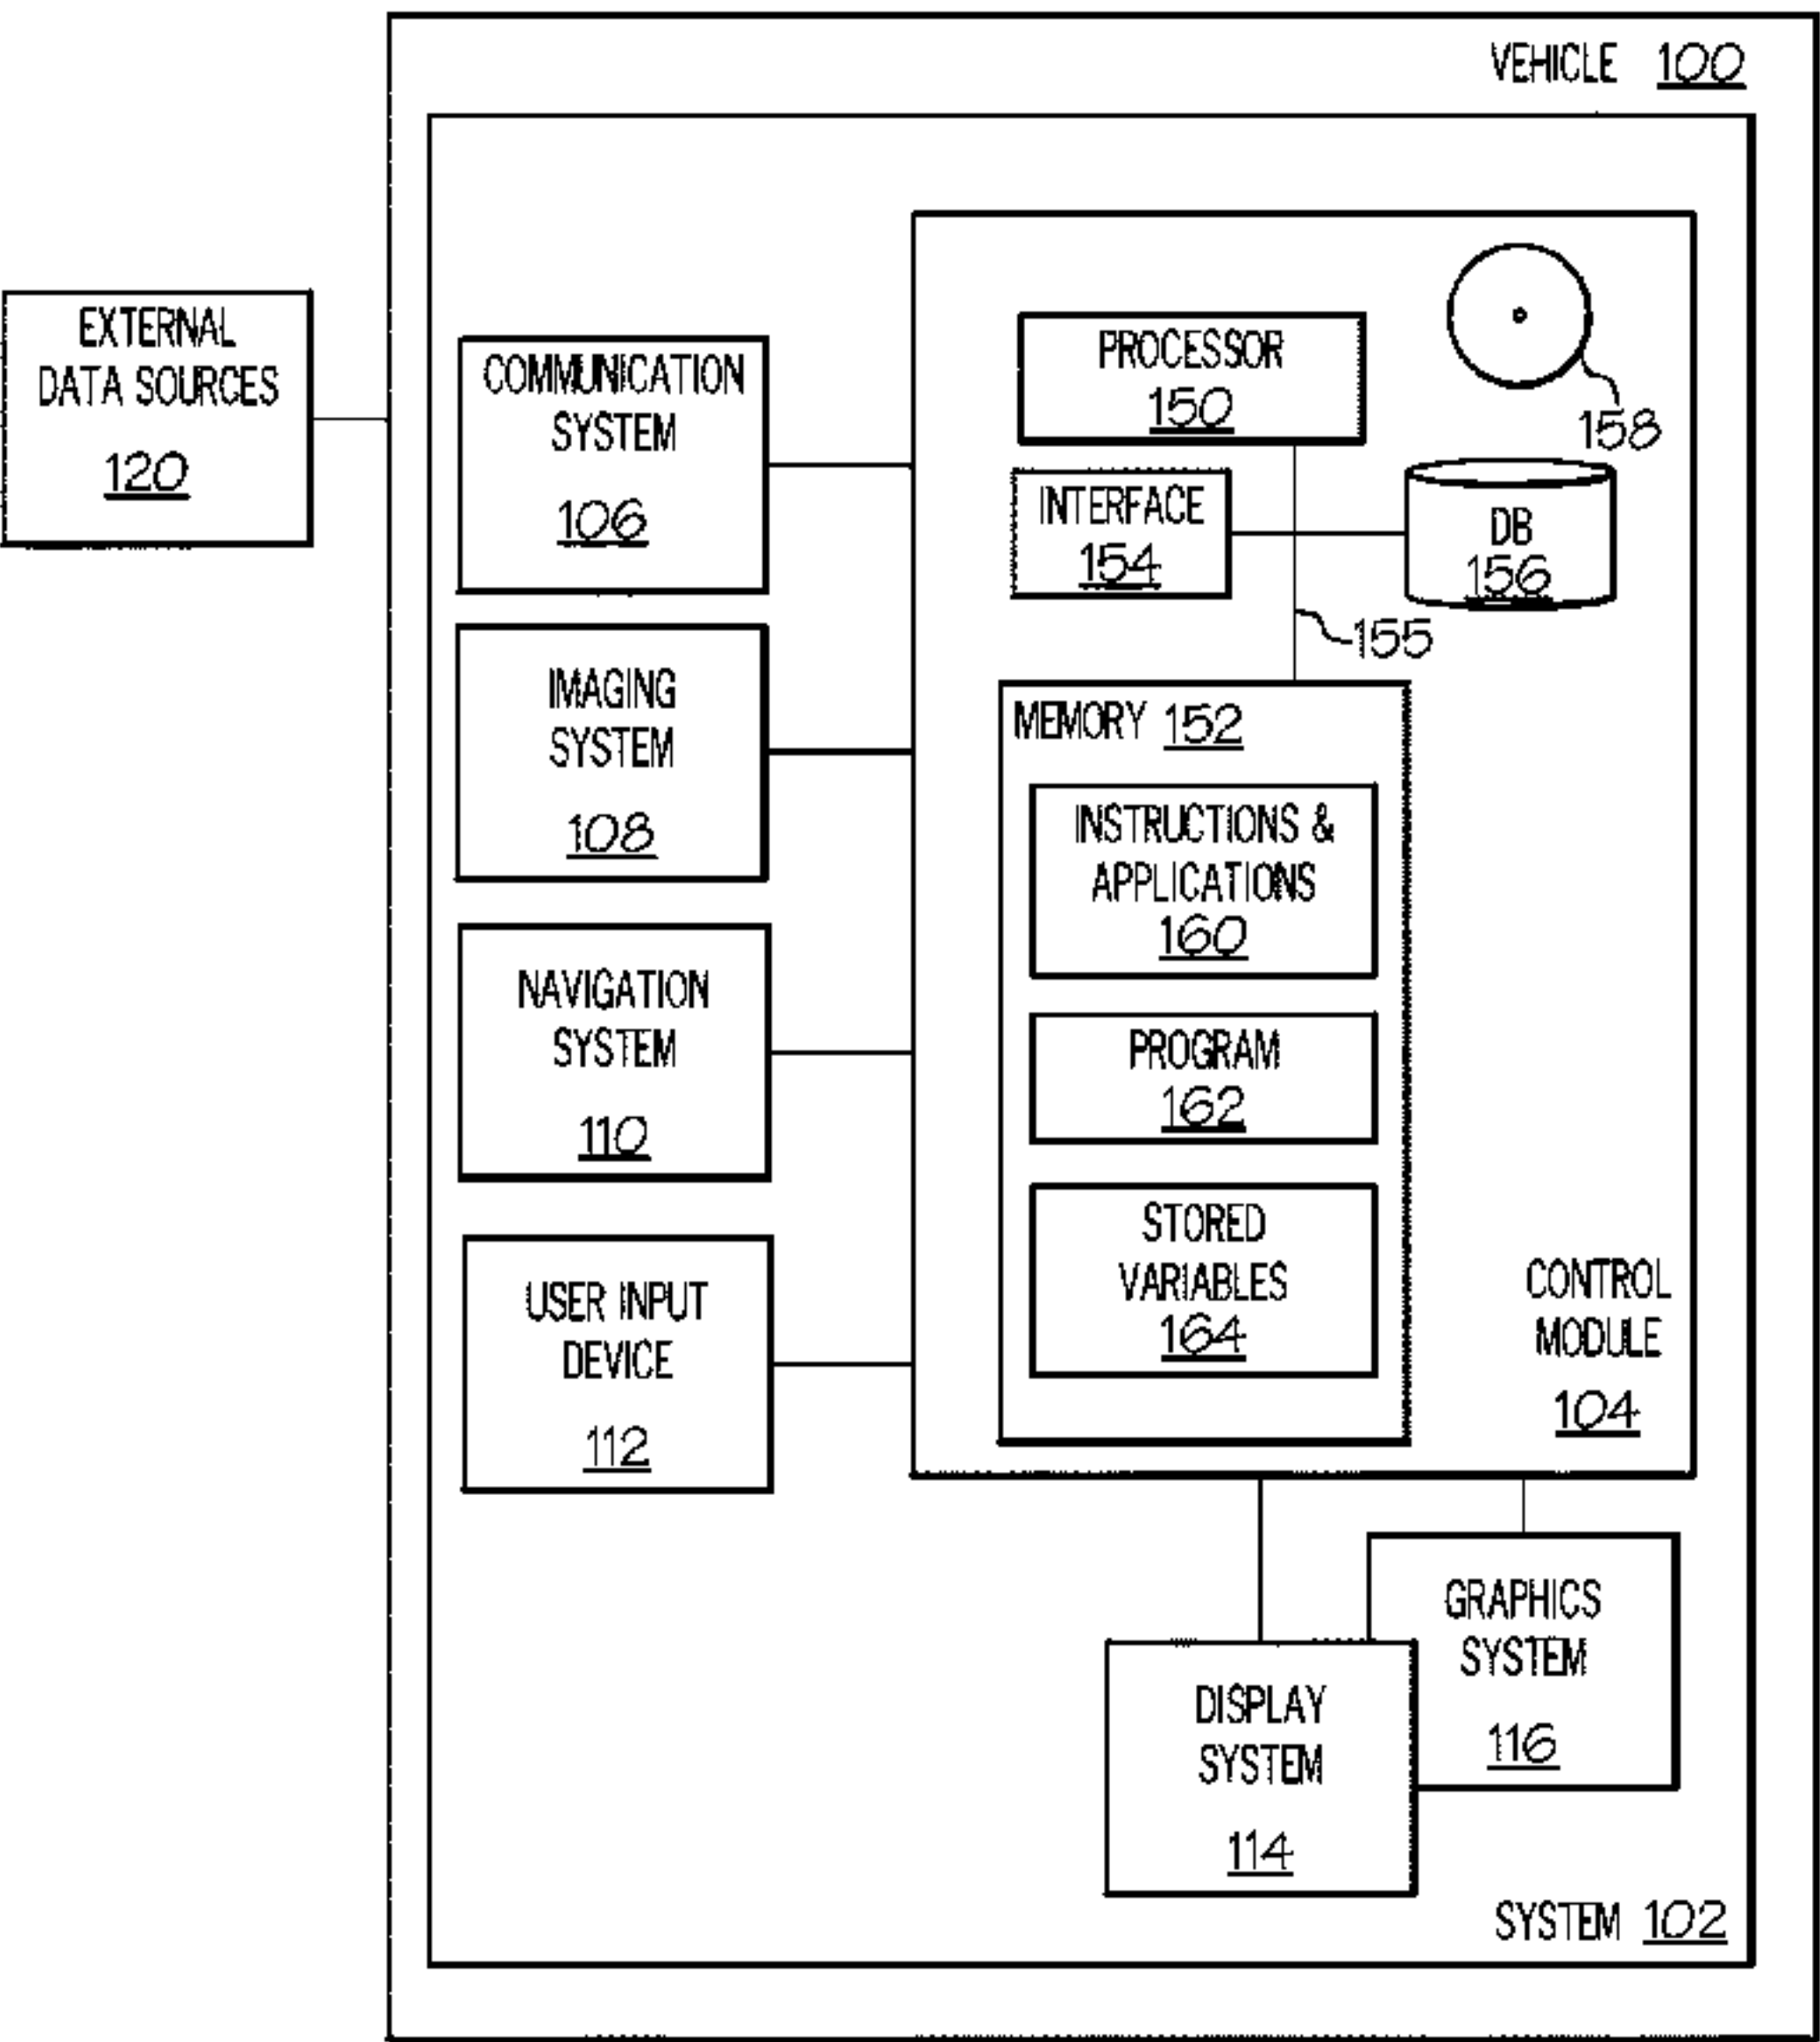 VEHICLE 100
EXTERNAL
DATA SOURCES
120
COMMUNICATION
SYSTEM
106
IMAGING
SYSTEM
108
NAVIGATION
SYSTEM
110
USER INPUT
DEVICE
112
PROCESSOR
150
158
INTERFACE
154
DB
156
155
MEMORY 152
INSTRUCTIONS &
APPLICATIONS
160
PROGRAM
162
STORED
VARIABLES
164
CONTROL
MODULE
104
GRAPHICS
SYSTEM
116
DISPLAY
SYSTEM
114
SYSTEM 102